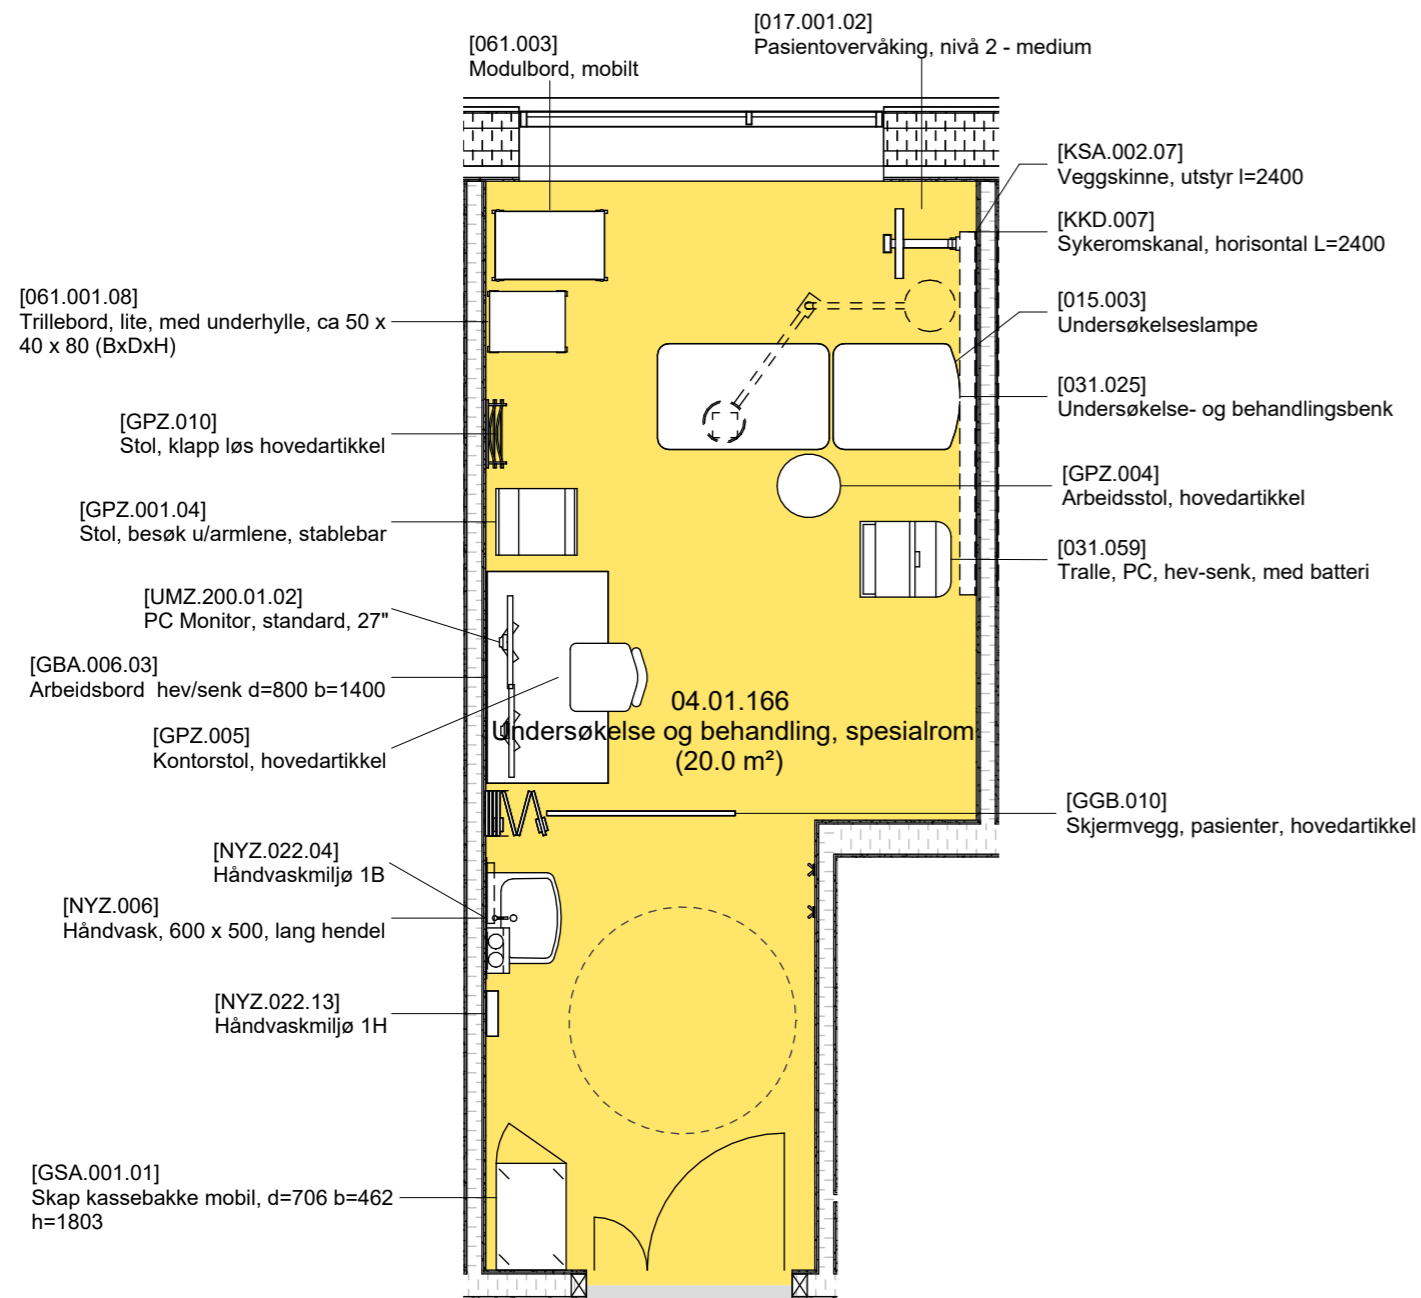 [017.001.02]
Pasientovervåking, nivå 2 - medium
[061.003]
Modulbord, mobilt
[KSA.002.07]
Veggskinne, utstyr l=2400
[KKD.007]
Sykeromskanal, horisontal L=2400
[061.001.08]
Trillebord, lite, med underhylle, ca 50 x
40 x 80 (BxDxH)
[015.003]
Undersøkelseslampe
[031.025]
Undersøkelse- og behandlingsbenk
[GPZ.010]
Stol, klapp løs hovedartikkel
[GPZ.004]
Arbeidsstol, hovedartikkel
[GPZ.001.04]
Stol, besøk u/armlene, stablebar
[031.059]
Tralle, PC, hev-senk, med batteri
[UMZ.200.01.02]
PC Monitor, standard, 27"
[GBA.006.03]
Arbeidsbord  hev/senk d=800 b=1400
[GPZ.005]
Kontorstol, hovedartikkel
04.01.166
Undersøkelse og behandling, spesialrom
(20.0 m²)
[GGB.010]
Skjermvegg, pasienter, hovedartikkel
[NYZ.022.04]
Håndvaskmiljø 1B
[NYZ.006]
Håndvask, 600 x 500, lang hendel
[NYZ.022.13]
Håndvaskmiljø 1H
[GSA.001.01]
Skap kassebakke mobil, d=706 b=462
h=1803